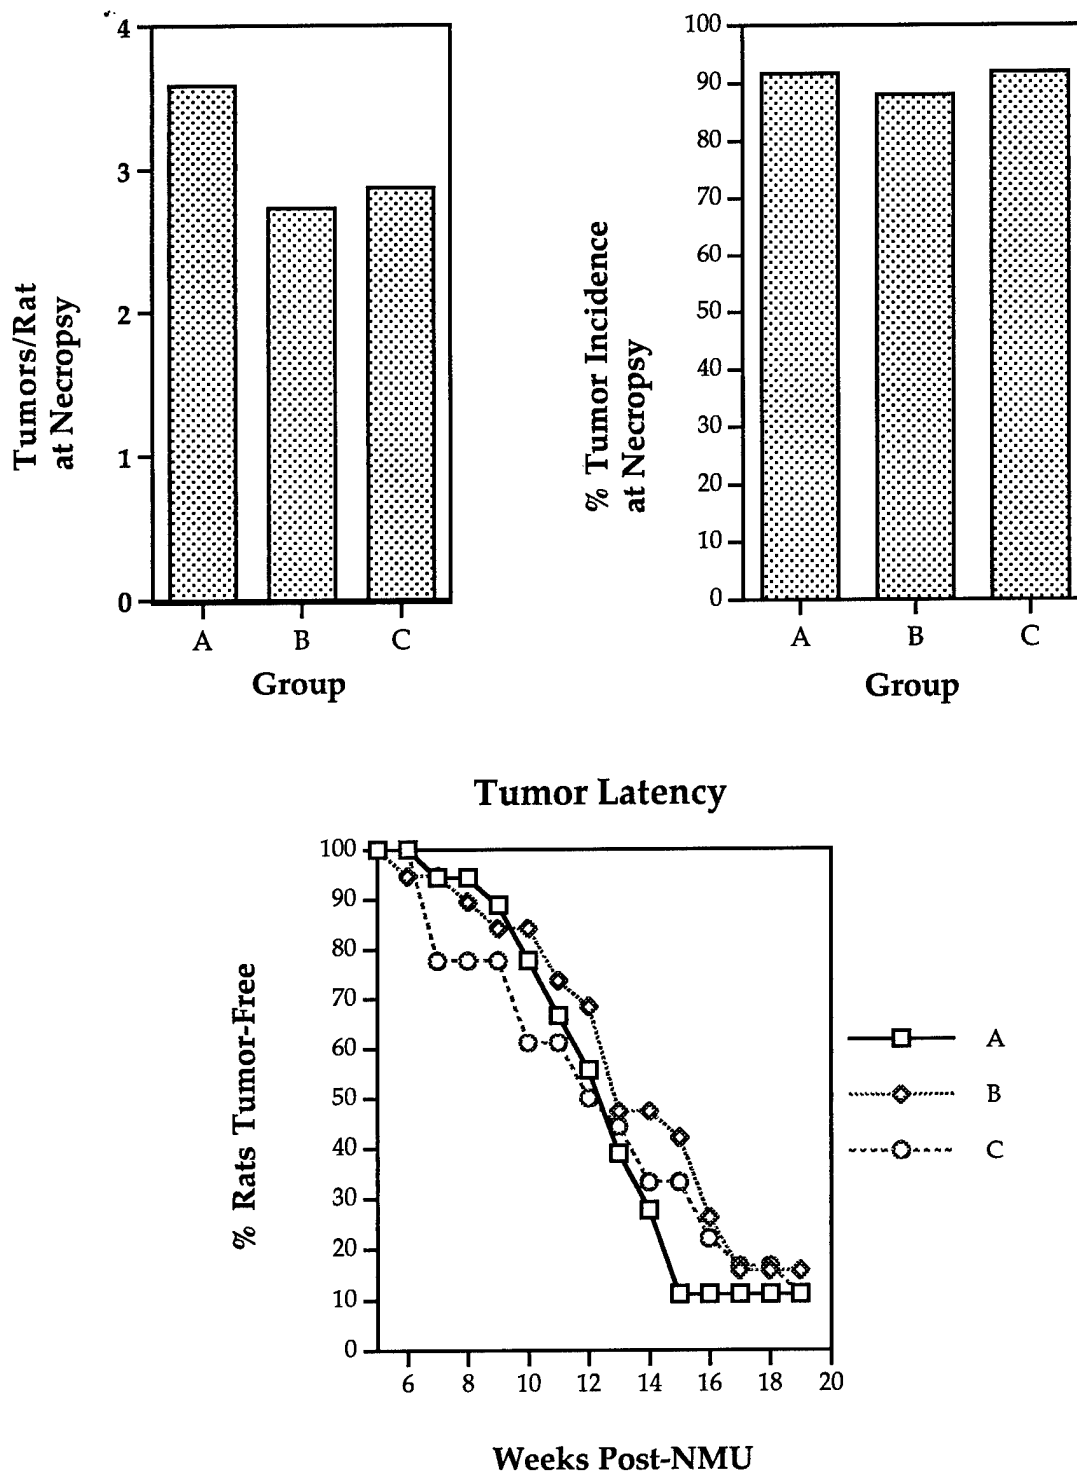 4
3
2
1
0
Tumors/Rat
at Necropsy
A B C
Group
100
90
80
70
60
50
40
30
20
10
0
% Tumor Incidence
at Necropsy
A B C
Group
Tumor Latency
100
90
80
70
60
50
40
30
20
10
0
% Rats Tumor-Free
6 8 10 12 14 16 18 20
Weeks Post-NMU
A
B
C